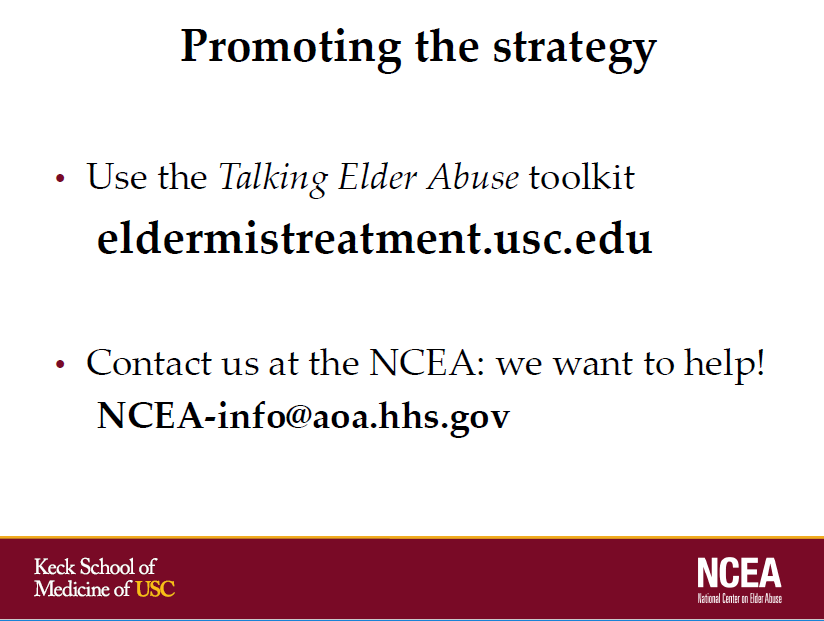 Promoting the strategy
• Use the Talking Elder Abuse toolkit
eldermistreatment.usc.edu
• Contact us at the NCEA: we want to help!
NCEA-info@aoa.hhs.gov
Keck School of
Medicine of USC
NCEA
National Center on Elder Abuse